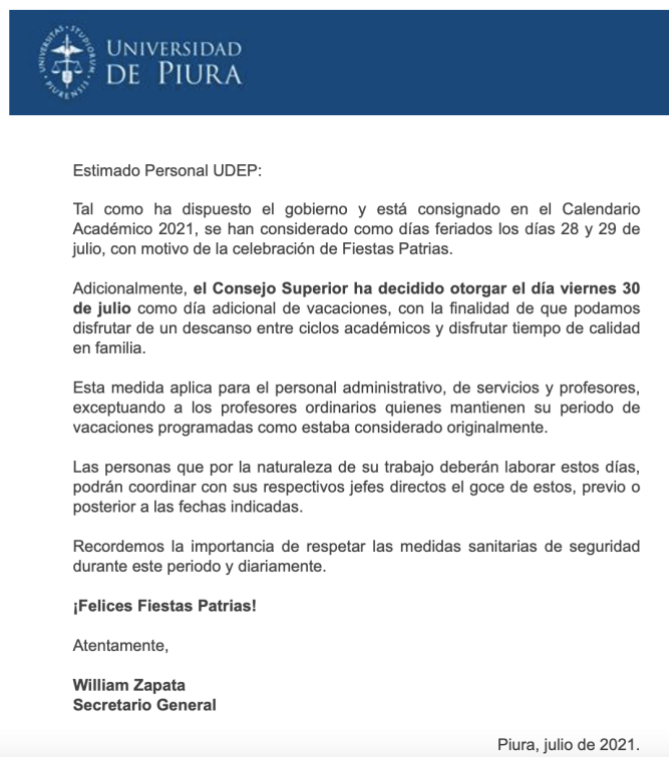 UNIVERSITAS STUDIORUM PIURENSIS
UNIVERSIDAD
DE PIURA
Estimado Personal UDEP:
Tal como ha dispuesto el gobierno y está consignado en el Calendario
Académico 2021, se han considerado como días feriados los días 28 y 29 de
julio, con motivo de la celebración de Fiestas Patrias.
Adicionalmente, el Consejo Superior ha decidido otorgar el día viernes 30
de julio como día adicional de vacaciones, con la finalidad de que podamos
disfrutar de un descanso entre ciclos académicos y disfrutar tiempo de calidad
en familia.
Esta medida aplica para el personal administrativo, de servicios y profesores,
exceptuando a los profesores ordinarios quienes mantienen su periodo de
vacaciones programadas como estaba considerado originalmente.
Las personas que por la naturaleza de su trabajo deberán laborar estos días,
podrán coordinar con sus respectivos jefes directos el goce de estos, previo o
posterior a las fechas indicadas.
Recordemos la importancia de respetar las medidas sanitarias de seguridad
durante este periodo y diariamente.
¡Felices Fiestas Patrias!
Atentamente,
William Zapata
Secretario General
Piura, julio de 2021.